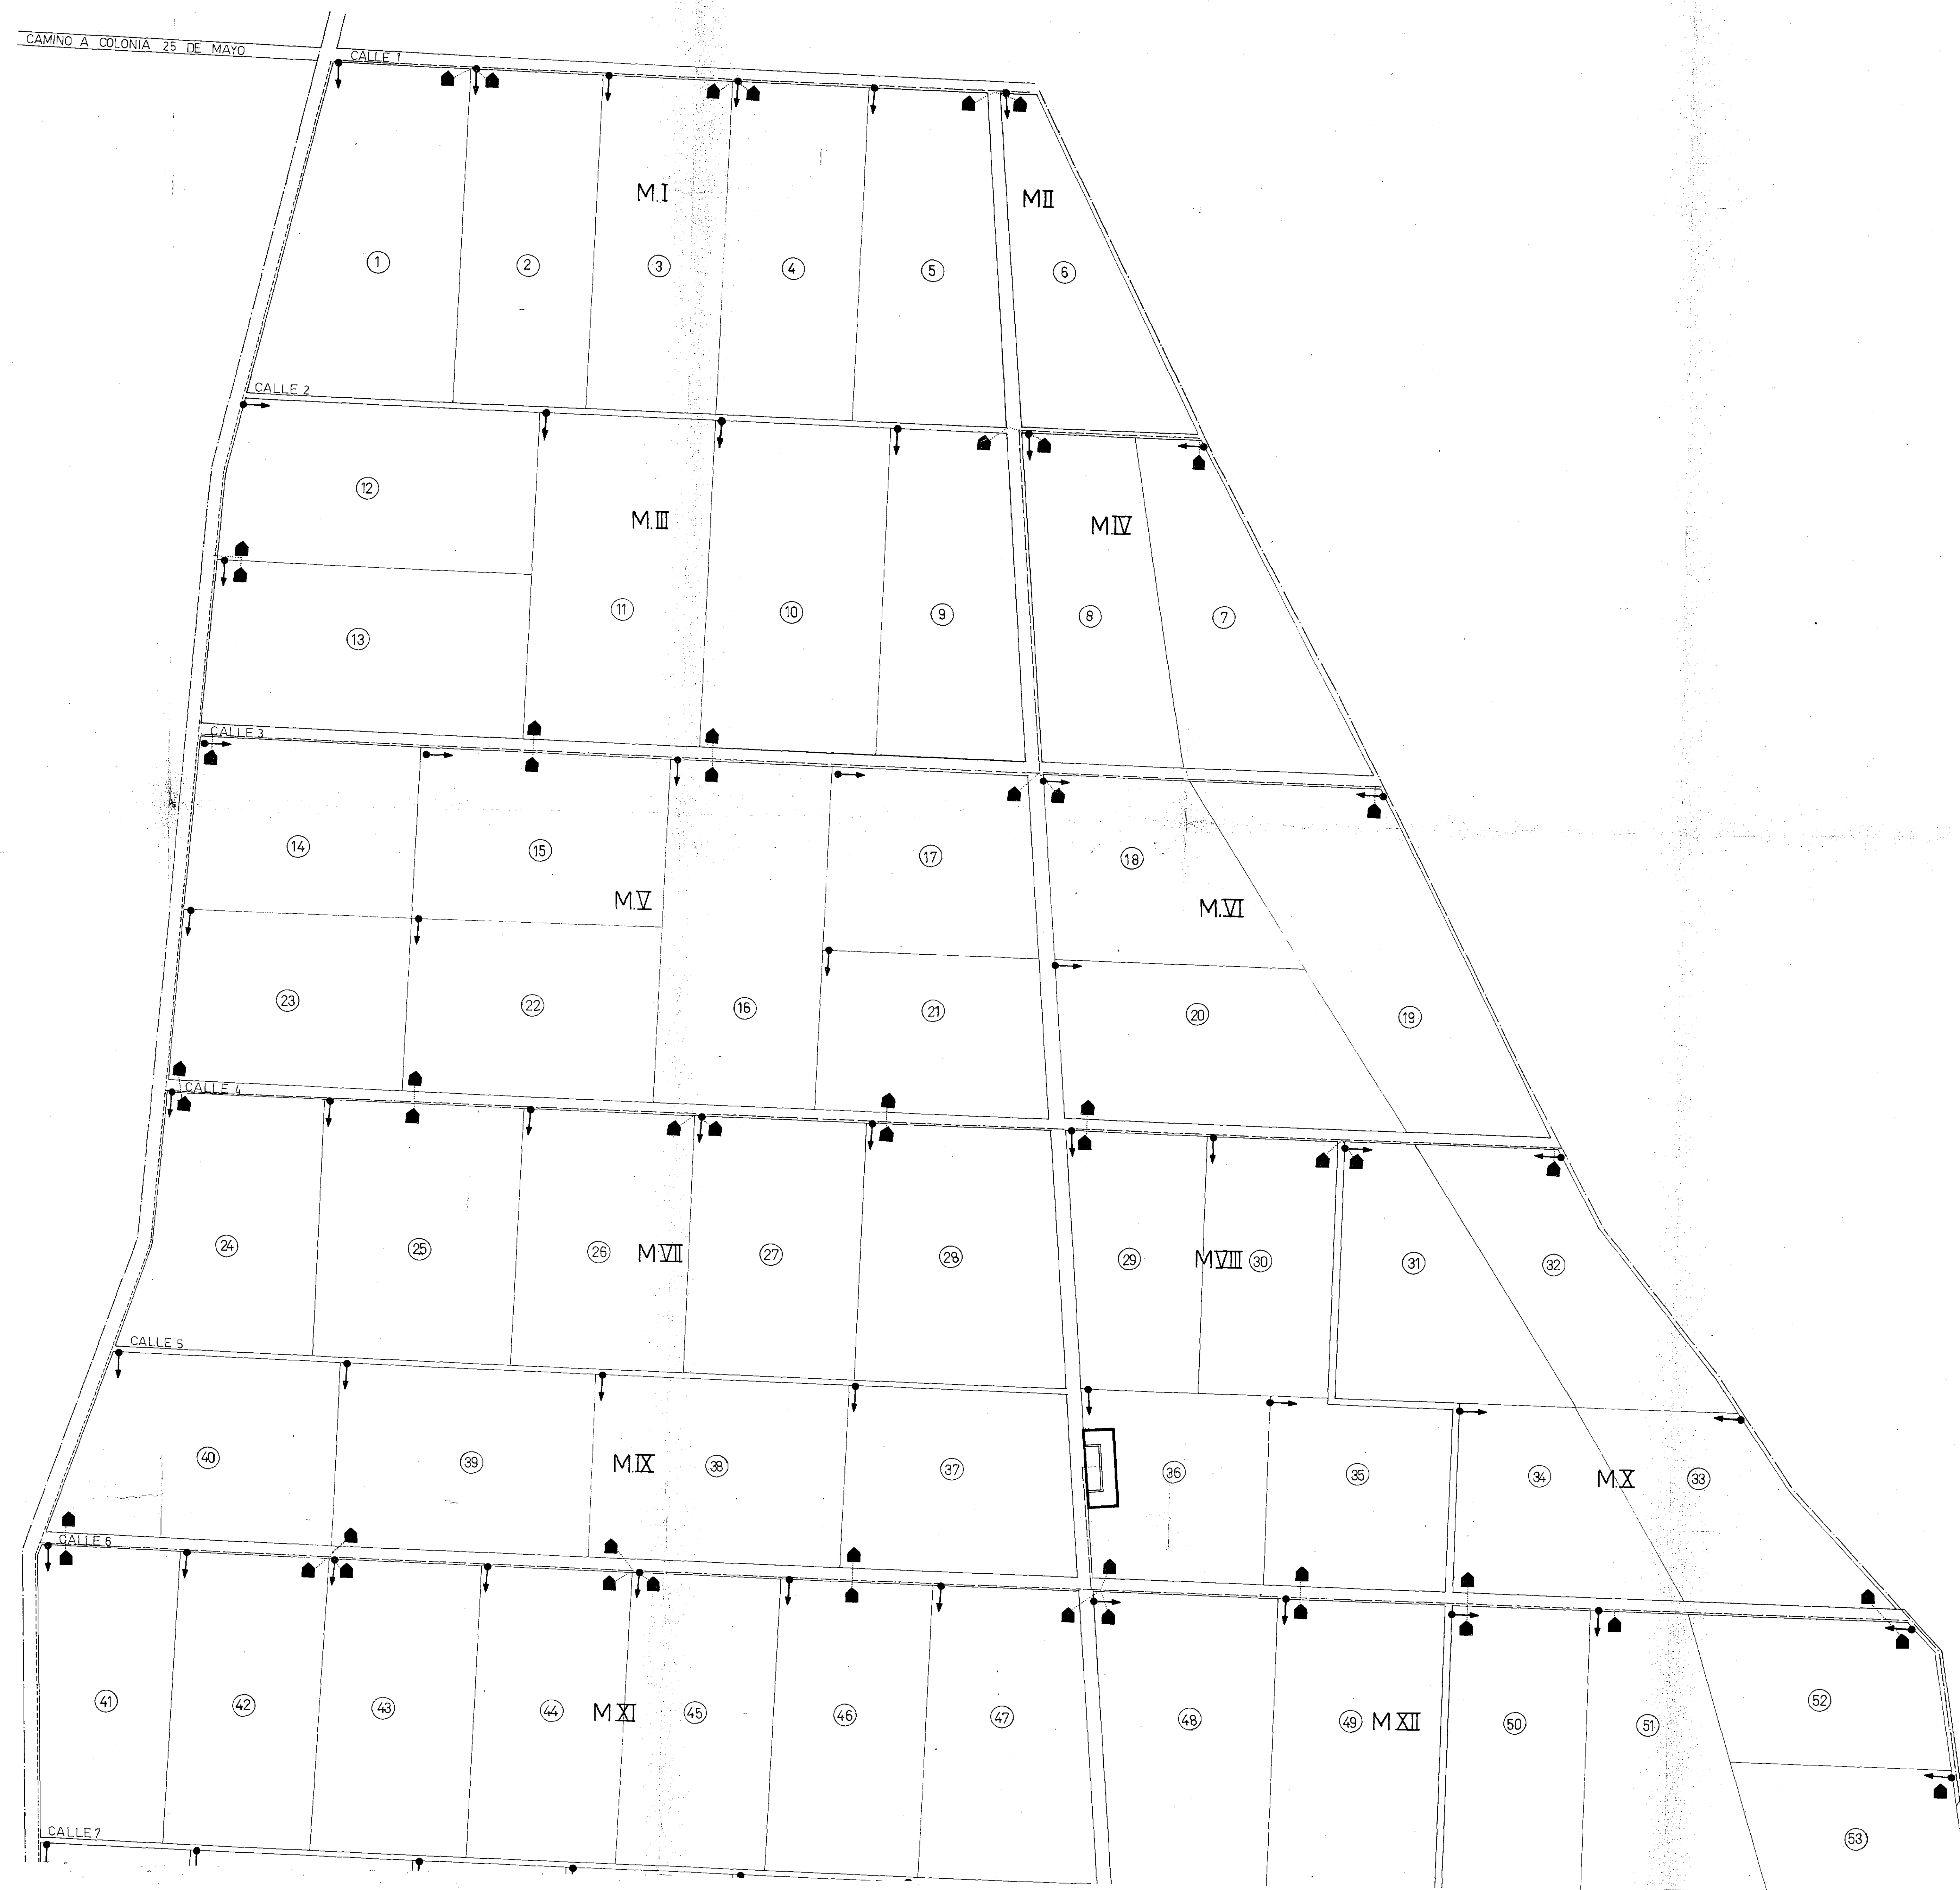 CAMINO A COLONIA 25 DE MAYO
CALLE 1
M.I
MII
1
2
3
4
5
6
CALLE 2
12
M.III
M.IV
11
10
9
8
7
13
CALLE 3
14
15
17
18
M.V
M.VI
23
22
16
21
20
19
CALLE 4
24
25
26
MVII
27
28
29
MVIII
30
31
32
CALLE 5
40
39
M.IX
38
37
36
35
34
M.X
33
CALLE 6
41
42
43
44
M XI
45
46
47
48
49
M XII
50
51
52
CALLE 7
53